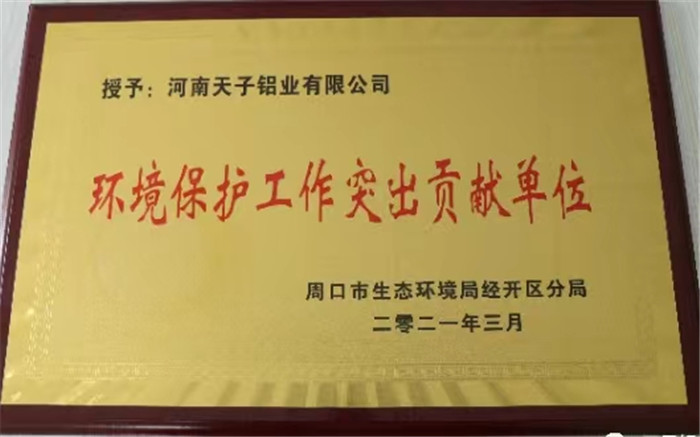 授予：河南天子铝业有限公司
环境保护工作突出贡献单位
周口市生态环境局经开区分局
二零二一年三月